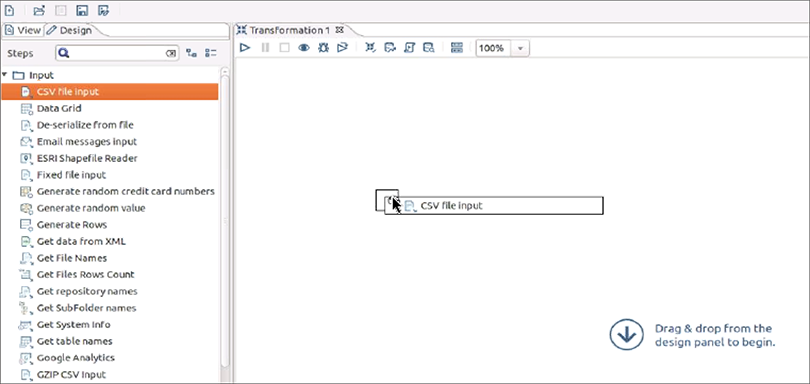 View Design
Transformation 1
Steps
100%
Input
CSV file input
Data Grid
De-serialize from file
Email messages input
ESRI Shapefile Reader
Fixed file input
Generate random credit card numbers
Generate random value
Generate Rows
Get data from XML
Get File Names
Get Files Rows Count
Get repository names
Get SubFolder names
Get System Info
Get table names
Google Analytics
GZIP CSV Input
CSV file input
Drag & drop from the
design panel to begin.